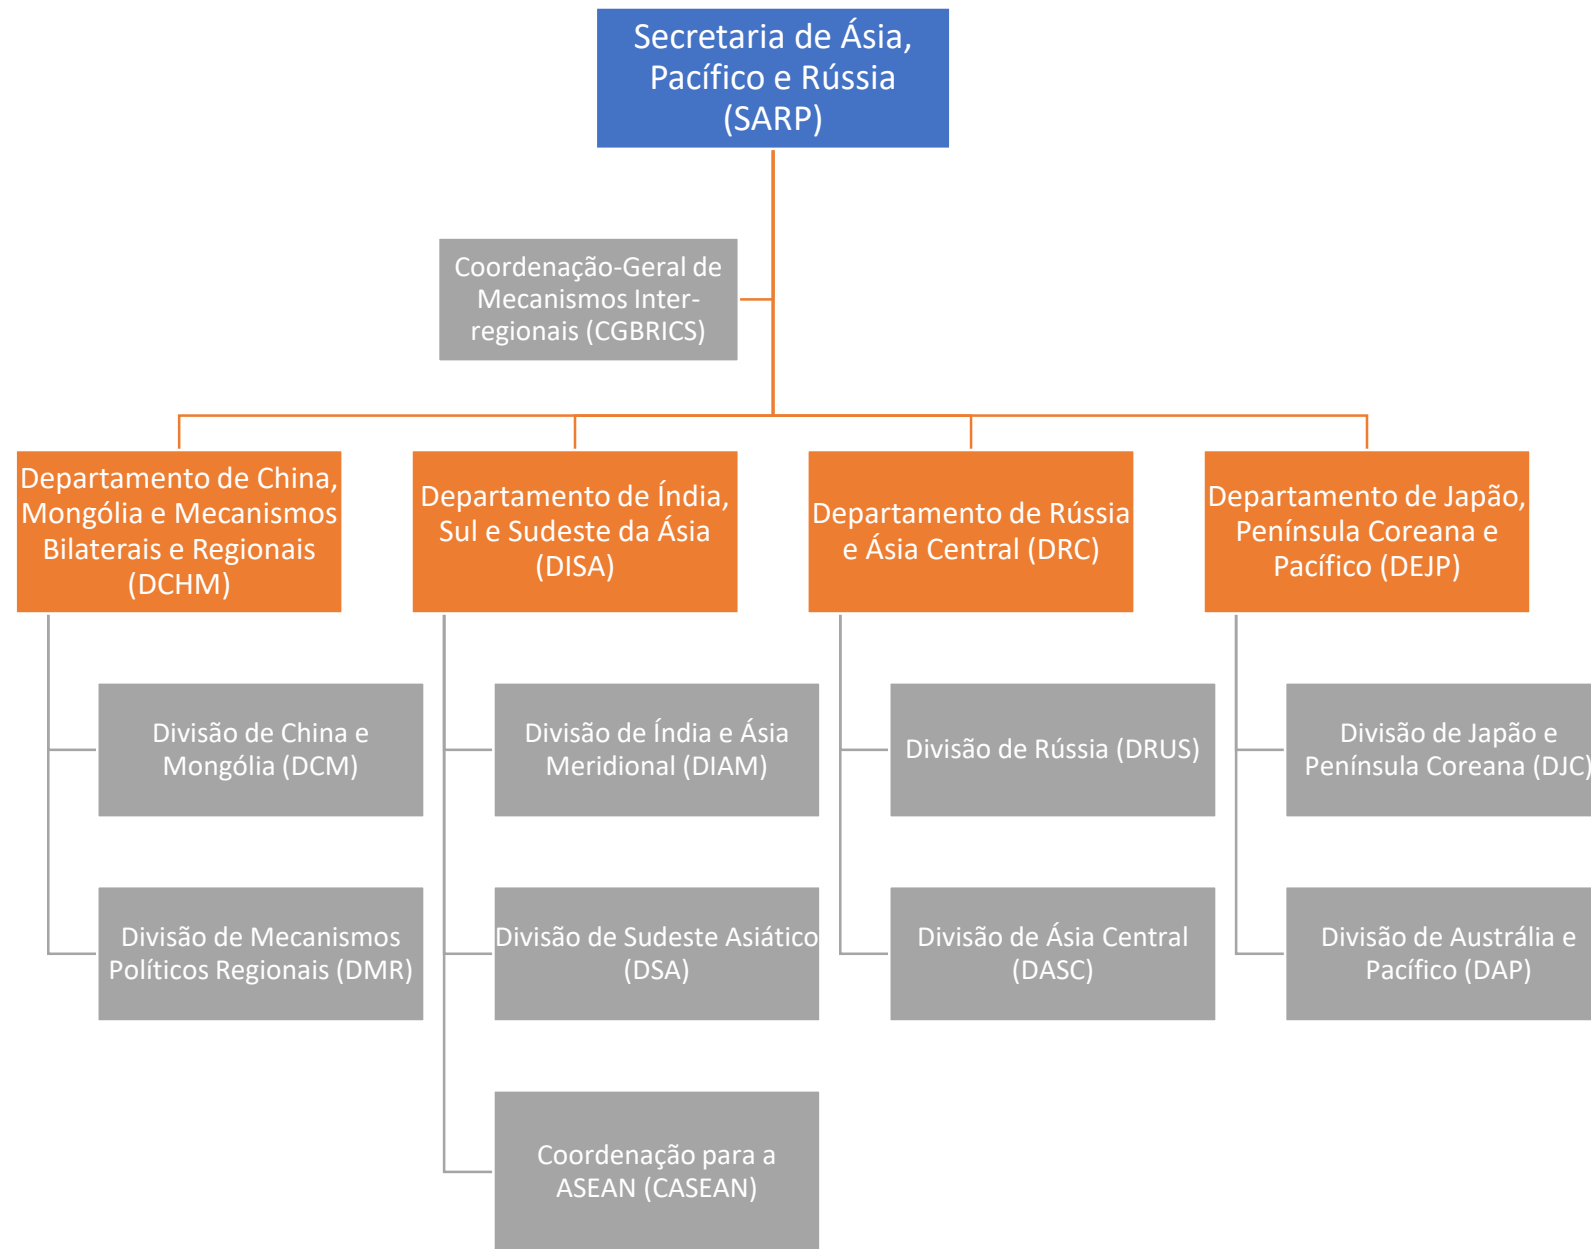 Secretaria de Ásia,
Pacífico e Rússia
(SARP)
Coordenação-Geral de
Mecanismos Inter-
regionais (CGBRICS)
Departamento de China,
Mongólia e Mecanismos
Bilaterais e Regionais
(DCHM)
Departamento de Índia,
Sul e Sudeste da Ásia
(DISA)
Departamento de Rússia
e Ásia Central (DRC)
Departamento de Japão,
Península Coreana e
Pacífico (DEJP)
Divisão de China e
Mongólia (DCM)
Divisão de Índia e Ásia
Meridional (DIAM)
Divisão de Rússia (DRUS)
Divisão de Japão e
Península Coreana (DJC)
Divisão de Mecanismos
Políticos Regionais (DMR)
Divisão de Sudeste Asiático
(DSA)
Divisão de Ásia Central
(DASC)
Divisão de Austrália e
Pacífico (DAP)
Coordenação para a
ASEAN (CASEAN)